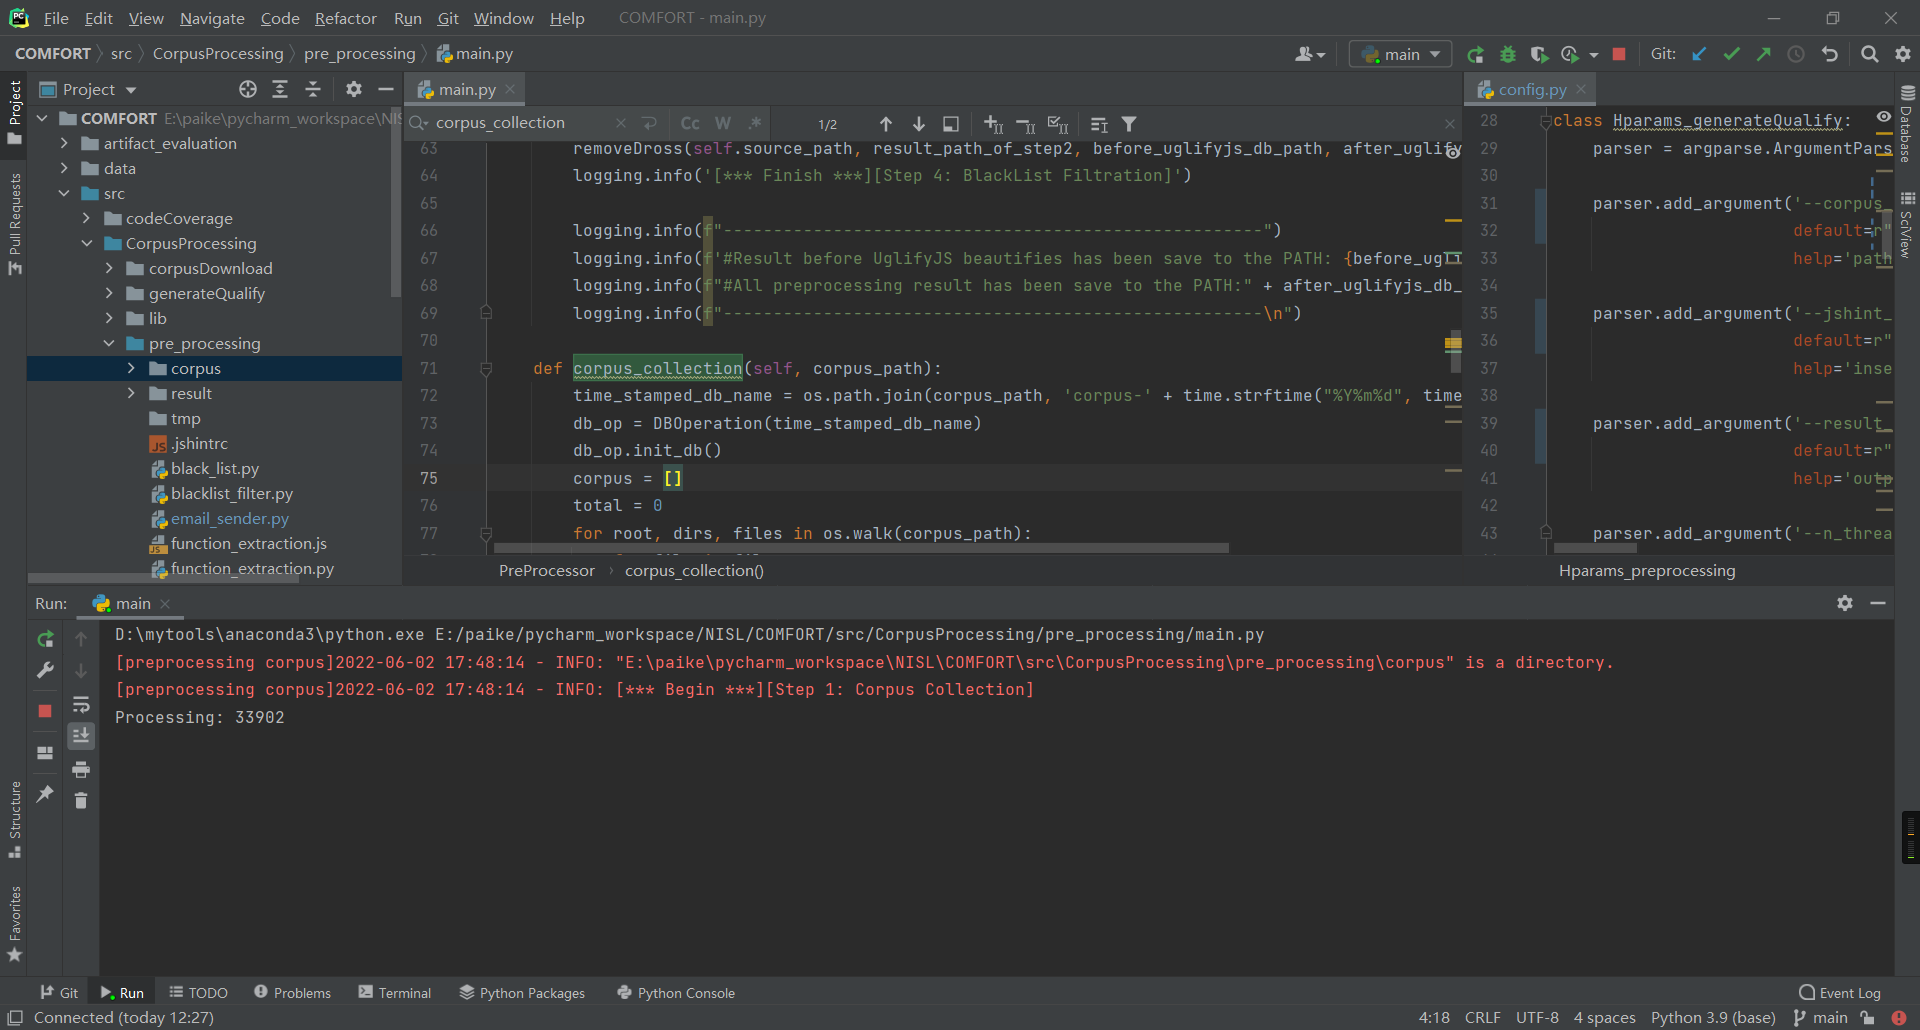 File Edit View Navigate Code Refactor Run Git Window Help COMFORT - main.py
COMFORT src CorpusProcessing pre_processing main.py
main Git:
Project
main.py
config.py
COMFORT E:\paike\pycharm_workspace\NIS
artifact_evaluation
data
src
codeCoverage
CorpusProcessing
corpusDownload
generateQualify
lib
pre_processing
corpus
result
tmp
.jshintrc
black_list.py
blacklist_filter.py
email_sender.py
function_extraction.js
function_extraction.py
corpus_collection Cc W .* 1/2
63 removeDross(self.source_path, result_path_of_step2, before_uglifyjs_db_path, after_uglify
64 logging.info('[*** Finish ***][Step 4: BlackList Filtration]')
65
66 logging.info(f"------------------------------------------------------")
67 logging.info(f'#Result before UglifyJS beautifies has been save to the PATH: {before_ugl
68 logging.info(f"#All preprocessing result has been save to the PATH:" + after_uglifyjs_db_
69 logging.info(f"------------------------------------------------------\n")
70
71 def corpus_collection(self, corpus_path):
72 time_stamped_db_name = os.path.join(corpus_path, 'corpus-' + time.strftime("%Y%m%d", time
73 db_op = DBOperation(time_stamped_db_name)
74 db_op.init_db()
75 corpus = []
76 total = 0
77 for root, dirs, files in os.walk(corpus_path):
PreProcessor corpus_collection()
28 class Hparams_generateQualify:
29 parser = argparse.ArgumentPars
30
31 parser.add_argument('--corpus_
32 default=r"
33 help='path
34
35 parser.add_argument('--jshint_
36 default=r"
37 help='inse
38
39 parser.add_argument('--result_
40 default=r"
41 help='outp
42
43 parser.add_argument('--n_threa
Hparams_preprocessing
Project
Pull Requests
Structure
Favorites
Database
SciView
Run: main
D:\mytools\anaconda3\python.exe E:/paike/pycharm_workspace/NISL/COMFORT/src/CorpusProcessing/pre_processing/main.py
[preprocessing corpus]2022-06-02 17:48:14 - INFO: "E:\paike\pycharm_workspace\NISL\COMFORT\src\CorpusProcessing\pre_processing\corpus" is a directory.
[preprocessing corpus]2022-06-02 17:48:14 - INFO: [*** Begin ***][Step 1: Corpus Collection]
Processing: 33902
Git Run TODO Problems Terminal Python Packages Python Console Event Log
Connected (today 12:27) 4:18 CRLF UTF-8 4 spaces Python 3.9 (base) main